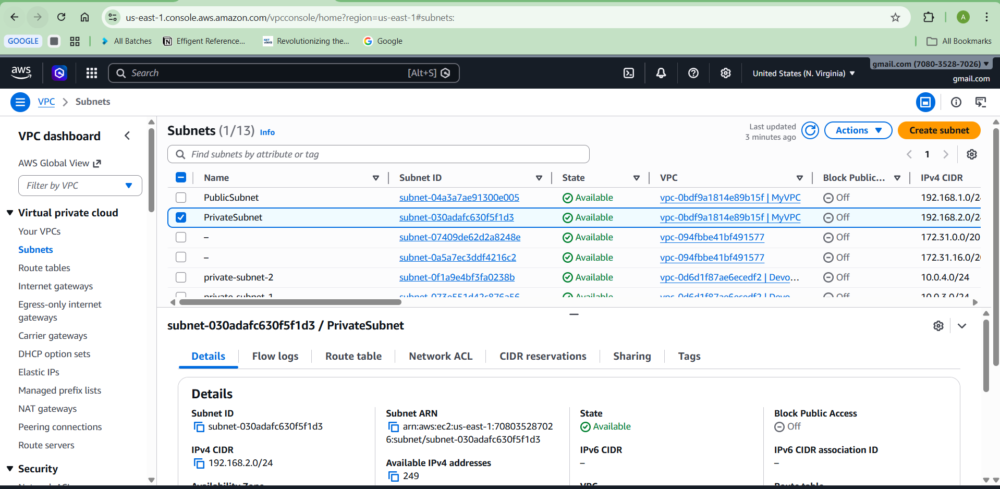 us-east-1.console.aws.amazon.com/vpcconsole/home?region=us-east-1#subnets:
A
GOOGLE
All Batches
Effigent Reference...
Revolutionizing the...
Google
All Bookmarks
aws
Search
[Alt+S]
United States (N. Virginia)
gmail.com (7080-3528-7026)
gmail.com
VPC
Subnets
VPC dashboard
AWS Global View
Filter by VPC
Virtual private cloud
Your VPCs
Subnets
Route tables
Internet gateways
Egress-only internet
gateways
Carrier gateways
DHCP option sets
Elastic IPs
Managed prefix lists
NAT gateways
Peering connections
Route servers
Security
Subnets (1/13) Info
Last updated
3 minutes ago
Actions
Create subnet
Find subnets by attribute or tag
1
Name Subnet ID State VPC Block Public... IPv4 CIDR
PublicSubnet subnet-04a3a7ae91300e005 Available vpc-0bdf9a1814e89b15f | MyVPC Off 192.168.1.0/24
PrivateSubnet subnet-030adafc630f5f1d3 Available vpc-0bdf9a1814e89b15f | MyVPC Off 192.168.2.0/24
– subnet-07409de62d2a8248e Available vpc-094fbbe41bf491577 Off 172.31.0.0/20
– subnet-0a5a7ec3ddf4216c2 Available vpc-094fbbe41bf491577 Off 172.31.16.0/20
private-subnet-2 subnet-0f1a9e4bf3fa0238b Available vpc-0d6d1f87ae6ecedf2 | Devo... Off 10.0.4.0/24
private-subnet-1 subnet-073e551d42c876a56 Available vpc-0d6d1f87ae6ecedf2 | Devo Off 10.0.3.0/24
subnet-030adafc630f5f1d3 / PrivateSubnet
Details
Flow logs
Route table
Network ACL
CIDR reservations
Sharing
Tags
Details
Subnet ID
subnet-030adafc630f5f1d3
IPv4 CIDR
192.168.2.0/24
Availability Zone
Subnet ARN
arn:aws:ec2:us-east-1:70803528702
6:subnet/subnet-030adafc630f5f1d3
Available IPv4 addresses
249
State
Available
IPv6 CIDR
–
VPC
Block Public Access
Off
IPv6 CIDR association ID
–
Route table